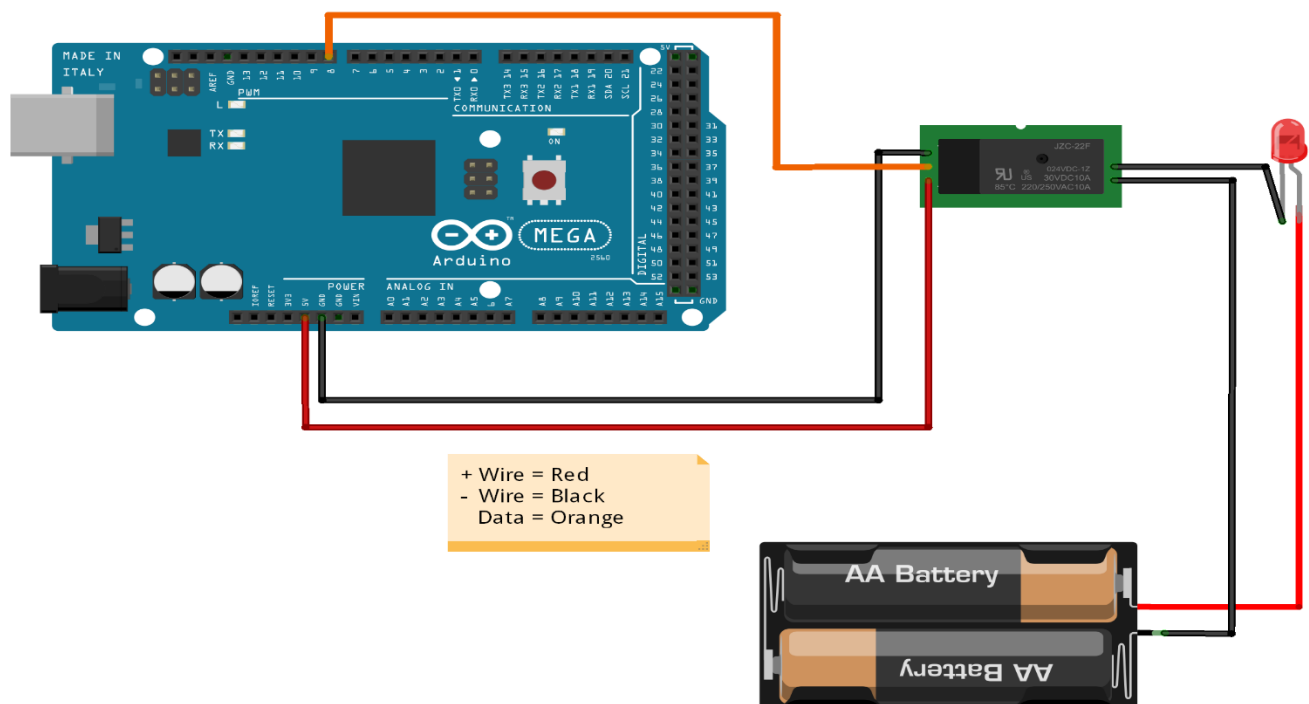 MADE IN
ITALY
AREF
GND
13
12
11
10
9
8
7
6
5
4
3
2
TX0 ◄ 1
RX0 ► 0
TX3 14
RX3 15
TX2 16
RX2 17
TX1 18
RX1 19
SDA 20
SCL 21
PWM
COMMUNICATION
L
TX
RX
ON
5V
22
24
26
28
30 31
32 33
34 35
36 37
38 39
40 41
42 43
44 45
46 47
48 49
50 51
52 53
GND
DIGITAL
Arduino
™
MEGA
2560
POWER
ANALOG IN
IOREF
RESET
3V3
5V
GND
GND
VIN
A0
A1
A2
A3
A4
A5
6
A7
A8
A9
A10
A11
A12
A13
A14
A15
JZC-22F
024VDC-1Z
30VDC10A
85°C 220/250VAC10A
+ Wire = Red
- Wire = Black
Data = Orange
AA Battery
AA Battery